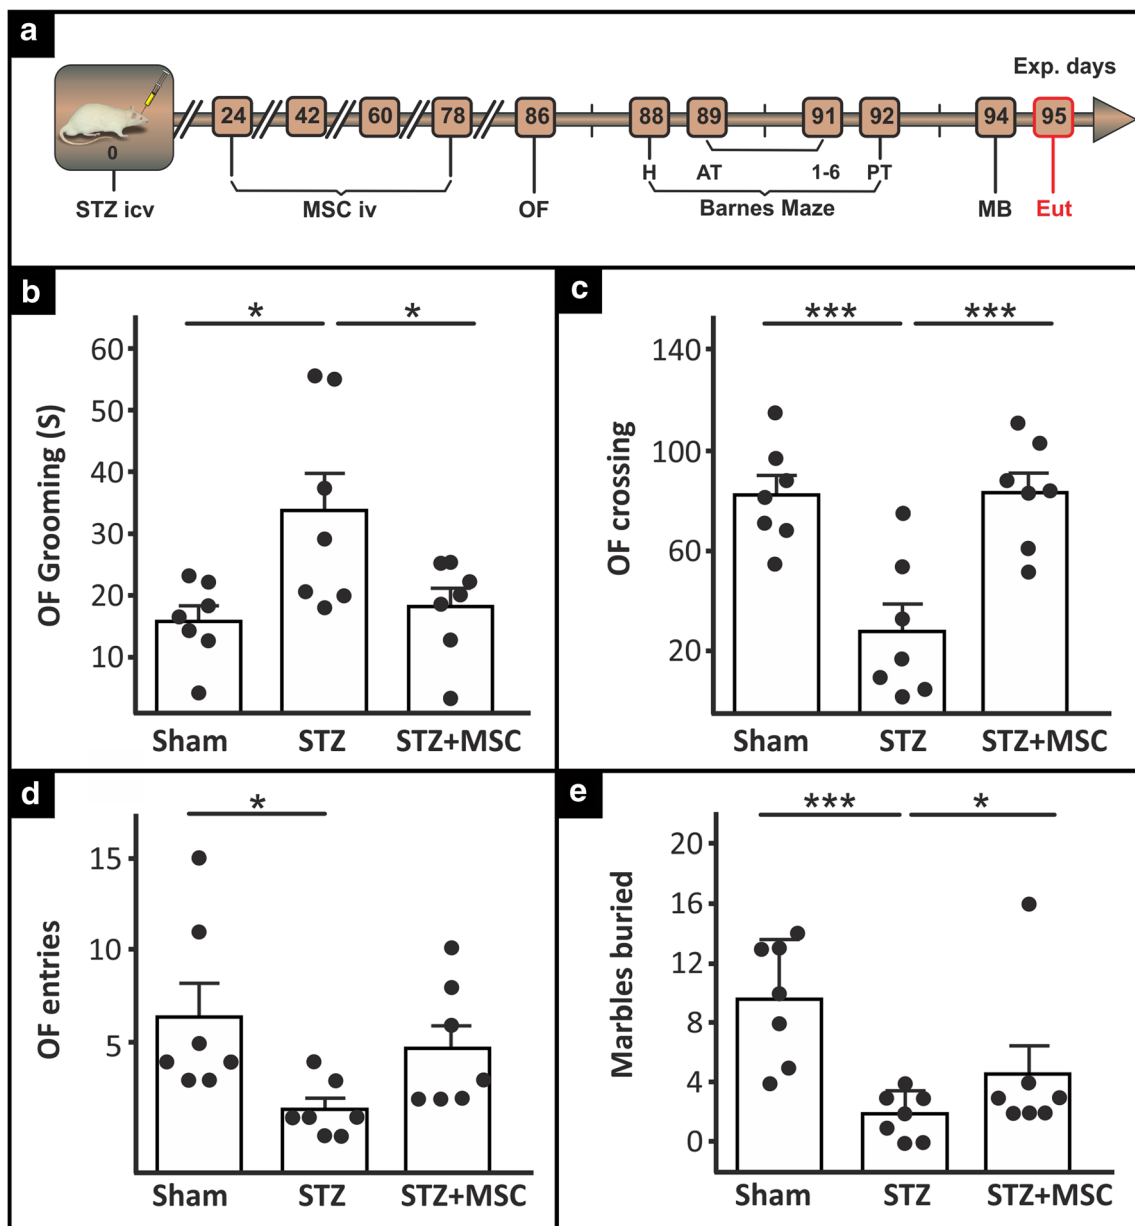 a
Exp. days
0 24 42 60 78 86 88 89 91 92 94 95
H AT 1-6 PT
STZ icv MSC iv OF Barnes Maze MB Eut
b
* *
60
50
40
30
20
10
OF Grooming (S)
Sham STZ STZ+MSC
c
*** ***
140
100
60
20
OF crossing
Sham STZ STZ+MSC
d
*
15
10
5
OF entries
Sham STZ STZ+MSC
e
*** *
20
16
12
8
4
0
Marbles buried
Sham STZ STZ+MSC